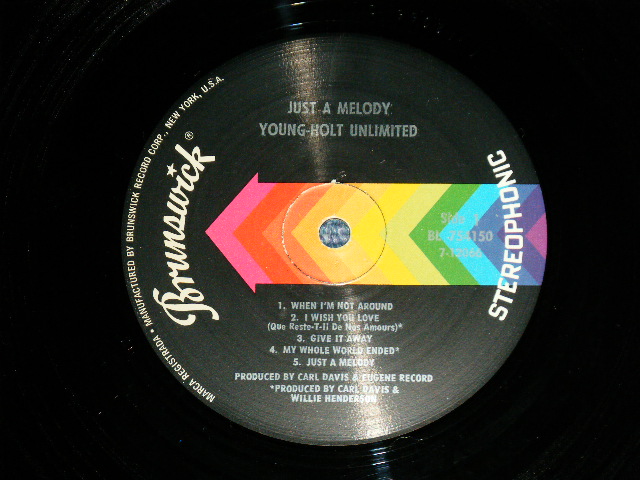 JUST A MELODY
YOUNG-HOLT UNLIMITED
Brunswick®
MARCA REGISTRADA • MANUFACTURED BY BRUNSWICK RECORD CORP., NEW YORK, U.S.A.
STEREOPHONIC
SIDE 1
BL 754150
1. WHEN I'M NOT AROUND
2. I WISH YOU LOVE
(Que Reste-T-Il De Nos Amours)*
3. GIVE IT AWAY
4. MY WHOLE WORLD ENDED*
5. JUST A MELODY
PRODUCED BY CARL DAVIS & EUGENE RECORD
*PRODUCED BY CARL DAVIS &
WILLIE HENDERSON